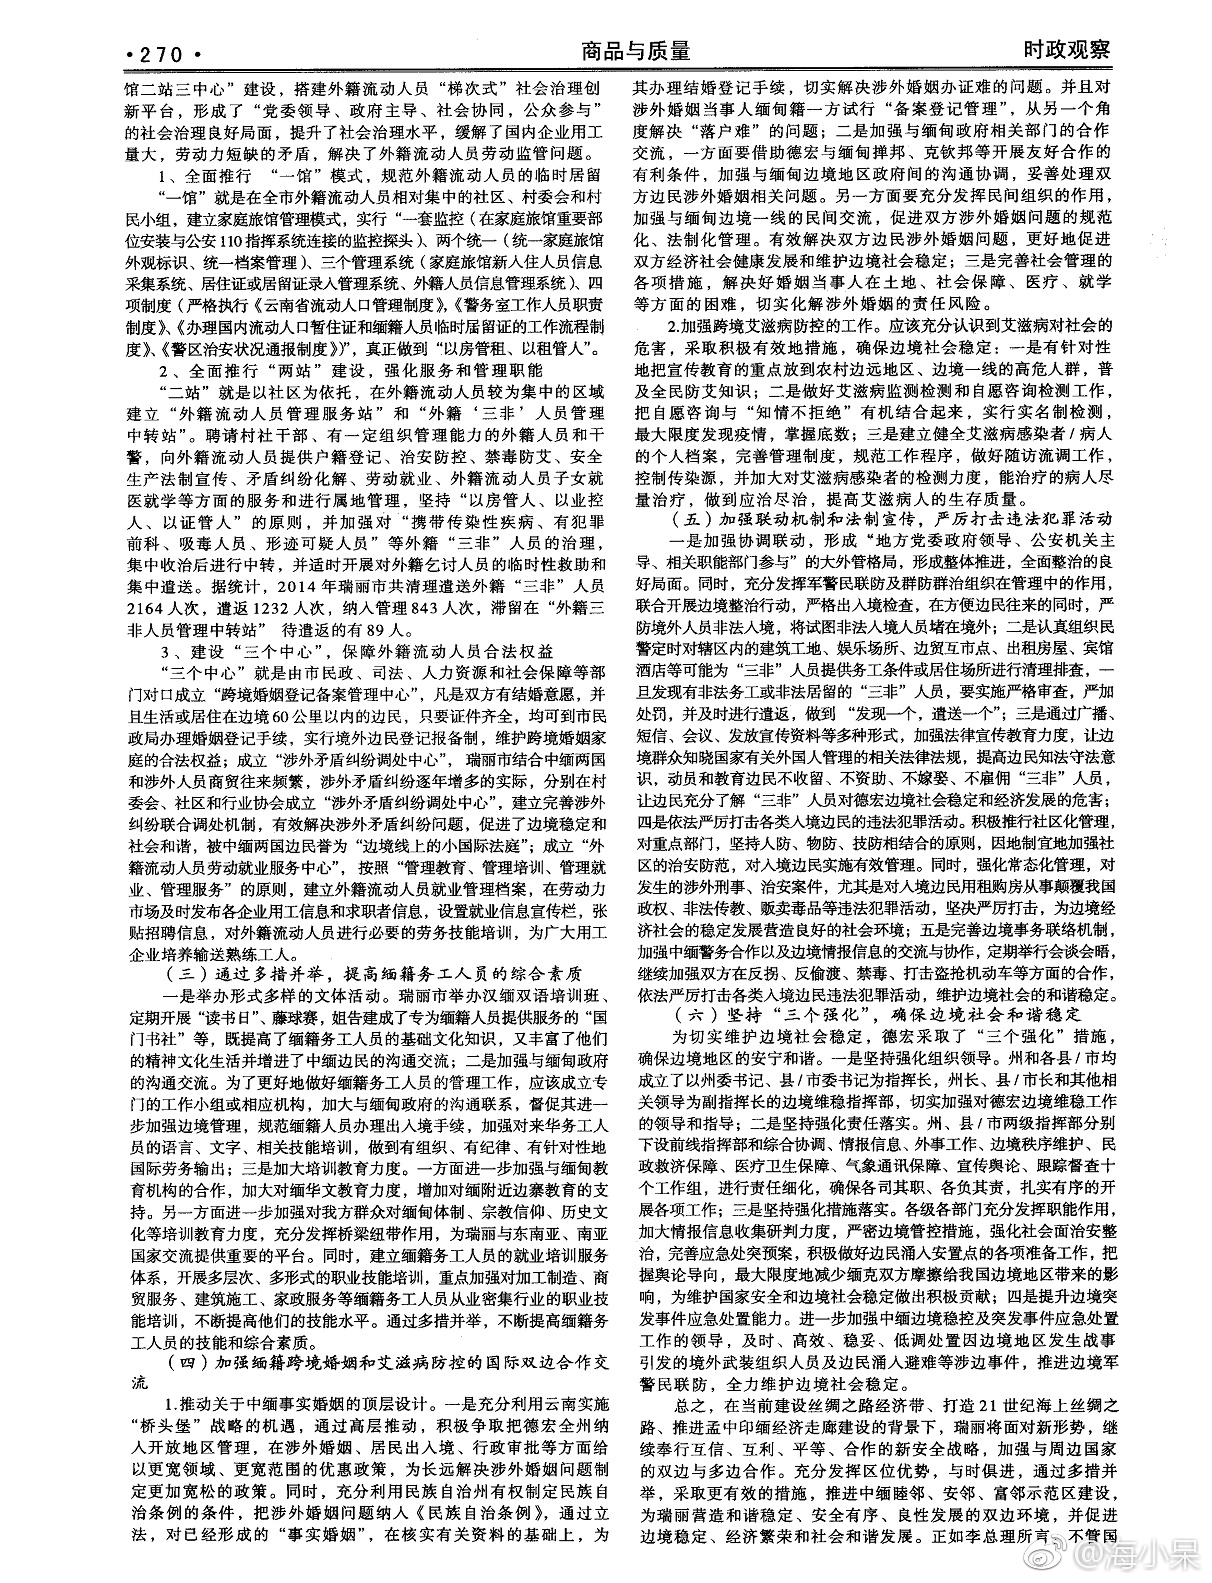 ·270·
商品与质量
时政观察
馆二站三中心”建设，搭建外籍流动人员“梯次式”社会治理创
新平台，形成了“党委领导、政府主导、社会协同，公众参与”
的社会治理良好局面，提升了社会治理水平，缓解了国内企业用工
量大，劳动力短缺的矛盾，解决了外籍流动人员劳动监管问题。
1、全面推行 “一馆”模式，规范外籍流动人员的临时居留
“一馆”就是在全市外籍流动人员相对集中的社区、村委会和村
民小组，建立家庭旅馆管理模式，实行“一套监控（在家庭旅馆重要部
位安装与公安110指挥系统连接的监控探头）、两个统一（统一家庭旅馆
外观标识、统一档案管理）、三个管理系统（家庭旅馆新入住人员信息
采集系统、居住证或居留证录入管理系统、外籍人员信息管理系统）、四
项制度（严格执行《云南省流动人口管理制度》，《警务室工作人员职责
制度》、《办理国内流动人口暂住证和缅籍人员临时居留证的工作流程制
度》、《警区治安状况通报制度》）”，真正做到“以房管租、以租管人”。
2、全面推行“两站”建设，强化服务和管理职能
“二站”就是以社区为依托，在外籍流动人员较为集中的区域
建立“外籍流动人员管理服务站”和“外籍‘三非’人员管理
中转站”。聘请村社干部、有一定组织管理能力的外籍人员和干
警，向外籍流动人员提供户籍登记、治安防控、禁毒防艾、安全
生产法制宣传、矛盾纠纷化解、劳动就业、外籍流动人员子女就
医就学等方面的服务和进行属地管理，坚持“以房管人、以业控
人、以证管人”的原则，并加强对“携带传染性疾病、有犯罪
前科、吸毒人员、形迹可疑人员”等外籍“三非”人员的治理，
集中收治后进行中转，并适时开展对外籍乞讨人员的临时性救助和
集中遣送。据统计，2014年瑞丽市共清理遣送外籍“三非”人员
2164人次，遣返1232人次，纳入管理843人次，滞留在“外籍三
非人员管理中转站” 待遣返的有89人。
3、建设“三个中心”，保障外籍流动人员合法权益
“三个中心”就是由市民政、司法、人力资源和社会保障等部
门对口成立“跨境婚姻登记备案管理中心”，凡是双方有结婚意愿，并
且生活或居住在边境60公里以内的边民，只要证件齐全，均可到市民
政局办理婚姻登记手续，实行境外边民登记报备制，维护跨境婚姻家
庭的合法权益；成立“涉外矛盾纠纷调处中心”，瑞丽市结合中缅两国
和涉外人员商贸往来频繁，涉外矛盾纠纷逐年增多的实际，分别在村
委会、社区和行业协会成立“涉外矛盾纠纷调处中心”，建立完善涉外
纠纷联合调处机制，有效解决涉外矛盾纠纷问题，促进了边境稳定和
社会和谐，被中缅两国边民誉为“边境线上的小国际法庭”；成立“外
籍流动人员劳动就业服务中心”， 按照“管理教育、管理培训、管理就
业、管理服务”的原则，建立外籍流动人员就业管理档案，在劳动力
市场及时发布各企业用工信息和求职者信息，设置就业信息宣传栏，张
贴招聘信息，对外籍流动人员进行必要的劳务技能培训，为广大用工
企业培养输送熟练工人。
（三）通过多措并举，提高缅籍务工人员的综合素质
一是举办形式多样的文体活动。瑞丽市举办汉缅双语培训班、
定期开展“读书日”、藤球赛，姐告建成了专为缅籍人员提供服务的“国
门书社”等，既提高了缅籍务工人员的基础文化知识，又丰富了他们
的精神文化生活并增进了中缅边民的沟通交流；二是加强与缅甸政府
的沟通交流。为了更好地做好缅籍务工人员的管理工作，应该成立专
门的工作小组或相应机构，加大与缅甸政府的沟通联系，督促其进一
步加强边境管理，规范缅籍人员办理出入境手续，加强对来华务工人
员的语言、文字、相关技能培训，做到有组织、有纪律、有针对性地
国际劳务输出；三是加大培训教育力度。一方面进一步加强与缅甸教
育机构的合作，加大对缅华文教育力度，增加对缅附近边寨教育的支
持。另一方面进一步加强对我方群众对缅甸体制、宗教信仰、历史文
化等培训教育力度，充分发挥桥梁纽带作用，为瑞丽与东南亚、南亚
国家交流提供重要的平台。同时，建立缅籍务工人员的就业培训服务
体系，开展多层次、多形式的职业技能培训，重点加强对加工制造、商
贸服务、建筑施工、家政服务等缅籍务工人员从业密集行业的职业技
能培训，不断提高他们的技能水平。通过多措并举，不断提高缅籍务
工人员的技能和综合素质。
（四）加强缅籍跨境婚姻和艾滋病防控的国际双边合作交
流
1.推动关于中缅事实婚姻的顶层设计。一是充分利用云南实施
“桥头堡”战略的机遇，通过高层推动，积极争取把德宏全州纳
入开放地区管理，在涉外婚姻、居民出入境、行政审批等方面给
以更宽领域、更宽范围的优惠政策，为长远解决涉外婚姻问题制
定更加宽松的政策。同时，充分利用民族自治州有权制定民族自
治条例的条件，把涉外婚姻问题纳入《民族自治条例》，通过立
法，对已经形成的“事实婚姻”，在核实有关资料的基础上，为
其办理结婚登记手续，切实解决涉外婚姻办证难的问题。并且对
涉外婚姻当事人缅甸籍一方试行“备案登记管理”，从另一个角
度解决“落户难”的问题；二是加强与缅甸政府相关部门的合作
交流，一方面要借助德宏与缅甸掸邦、克钦邦等开展友好合作的
有利条件，加强与缅甸边境地区政府间的沟通协调，妥善处理双
方边民涉外婚姻相关问题。另一方面要充分发挥民间组织的作用，
加强与缅甸边境一线的民间交流，促进双方涉外婚姻问题的规范
化、法制化管理。有效解决双方边民涉外婚姻问题，更好地促进
双方经济社会健康发展和维护边境社会稳定；三是完善社会管理的
各项措施，解决好婚姻当事人在土地、社会保障、医疗、就学
等方面的困难，切实化解涉外婚姻的责任风险。
2.加强跨境艾滋病防控的工作。应该充分认识到艾滋病对社会的
危害，采取积极有效地措施，确保边境社会稳定：一是有针对性
地把宣传教育的重点放到农村边远地区、边境一线的高危人群，普
及全民防艾知识；二是做好艾滋病监测检测和自愿咨询检测工作，
把自愿咨询与“知情不拒绝”有机结合起来，实行实名制检测，
最大限度发现疫情，掌握底数；三是建立健全艾滋病感染者/病人
的个人档案，完善管理制度，规范工作程序，做好随访流调工作，
控制传染源，并加大对艾滋病感染者的检测力度，能治疗的病人尽
量治疗，做到应治尽治，提高艾滋病人的生存质量。
（五）加强联动机制和法制宣传，严厉打击违法犯罪活动
一是加强协调联动，形成“地方党委政府领导、公安机关主
导、相关职能部门参与”的大外管格局，形成整体推进，全面整治的良
好局面。同时，充分发挥军警民联防及群防群治组织在管理中的作用，
联合开展边境整治行动，严格出入境检查，在方便边民往来的同时，严
防境外人员非法入境，将试图非法入境人员堵在境外；二是认真组织民
警定时对辖区内的建筑工地、娱乐场所、边贸互市点、出租房屋、宾馆
酒店等可能为“三非”人员提供务工条件或居住场所进行清理排查，一
旦发现有非法务工或非法居留的“三非”人员，要实施严格审查，严加
处罚，并及时进行遣返，做到 “发现一个，遣送一个”；三是通过广播、
短信、会议、发放宣传资料等多种形式，加强法律宣传教育力度，让边
境群众知晓国家有关外国人管理的相关法律法规，提高边民知法守法意
识，动员和教育边民不收留、不资助、不嫁娶、不雇佣“三非”人员，
让边民充分了解“三非”人员对德宏边境社会稳定和经济发展的危害；
四是依法严厉打击各类入境边民的违法犯罪活动。积极推行社区化管理，
对重点部门，坚持人防、物防、技防相结合的原则，因地制宜地加强社
区的治安防范，对入境边民实施有效管理。同时，强化常态化管理，对
发生的涉外刑事、治安案件，尤其是对入境边民用租购房从事颠覆我国
政权、非法传教、贩卖毒品等违法犯罪活动，坚决严厉打击，为边境经
济社会的稳定发展营造良好的社会环境；五是完善边境事务联络机制，
加强中缅警务合作以及边境情报信息的交流与协作，定期举行会谈会晤，
继续加强双方在反拐、反偷渡、禁毒、打击盗抢机动车等方面的合作，
依法严厉打击各类入境边民违法犯罪活动，维护边境社会的和谐稳定。
（六）坚持“三个强化”，确保边境社会和谐稳定
为切实维护边境社会稳定，德宏采取了“三个强化”措施，
确保边境地区的安宁和谐。一是坚持强化组织领导。州和各县/市均
成立了以州委书记、县/市委书记为指挥长，州长、县/市长和其他相
关领导为副指挥长的边境维稳指挥部，切实加强对德宏边境维稳工作
的领导和指导；二是坚持强化责任落实。州、县/市两级指挥部分别
下设前线指挥部和综合协调、情报信息、外事工作、边境秩序维护、民
政救济保障、医疗卫生保障、气象通讯保障、宣传舆论、跟踪督查十
个工作组，进行责任细化，确保各司其职、各负其责，扎实有序的开
展各项工作；三是坚持强化措施落实。各级各部门充分发挥职能作用，
加大情报信息收集研判力度，严密边境管控措施，强化社会面治安整
治，完善应急处突预案，积极做好边民涌入安置点的各项准备工作，把
握舆论导向，最大限度地减少缅克双方摩擦给我国边境地区带来的影
响，为维护国家安全和边境社会稳定做出积极贡献；四是提升边境突
发事件应急处置能力。进一步加强中缅边境稳控及突发事件应急处置
工作的领导，及时、高效、稳妥、低调处置因边境地区发生战事
引发的境外武装组织人员及边民涌入避难等涉边事件，推进边境军
警民联防，全力维护边境社会稳定。
总之，在当前建设丝绸之路经济带、打造21世纪海上丝绸之
路、推进孟中印缅经济走廊建设的背景下，瑞丽将面对新形势，继
续奉行互信、互利、平等、合作的新安全战略，加强与周边国家
的双边与多边合作。充分发挥区位优势，与时俱进，通过多措并
举，采取更有效的措施，推进中缅睦邻、安邻、富邻示范区建设，
为瑞丽营造和谐稳定、安全有序、良性发展的双边环境，并促进
边境稳定、经济繁荣和社会和谐发展。正如李总理所言，不管国
@海小呆